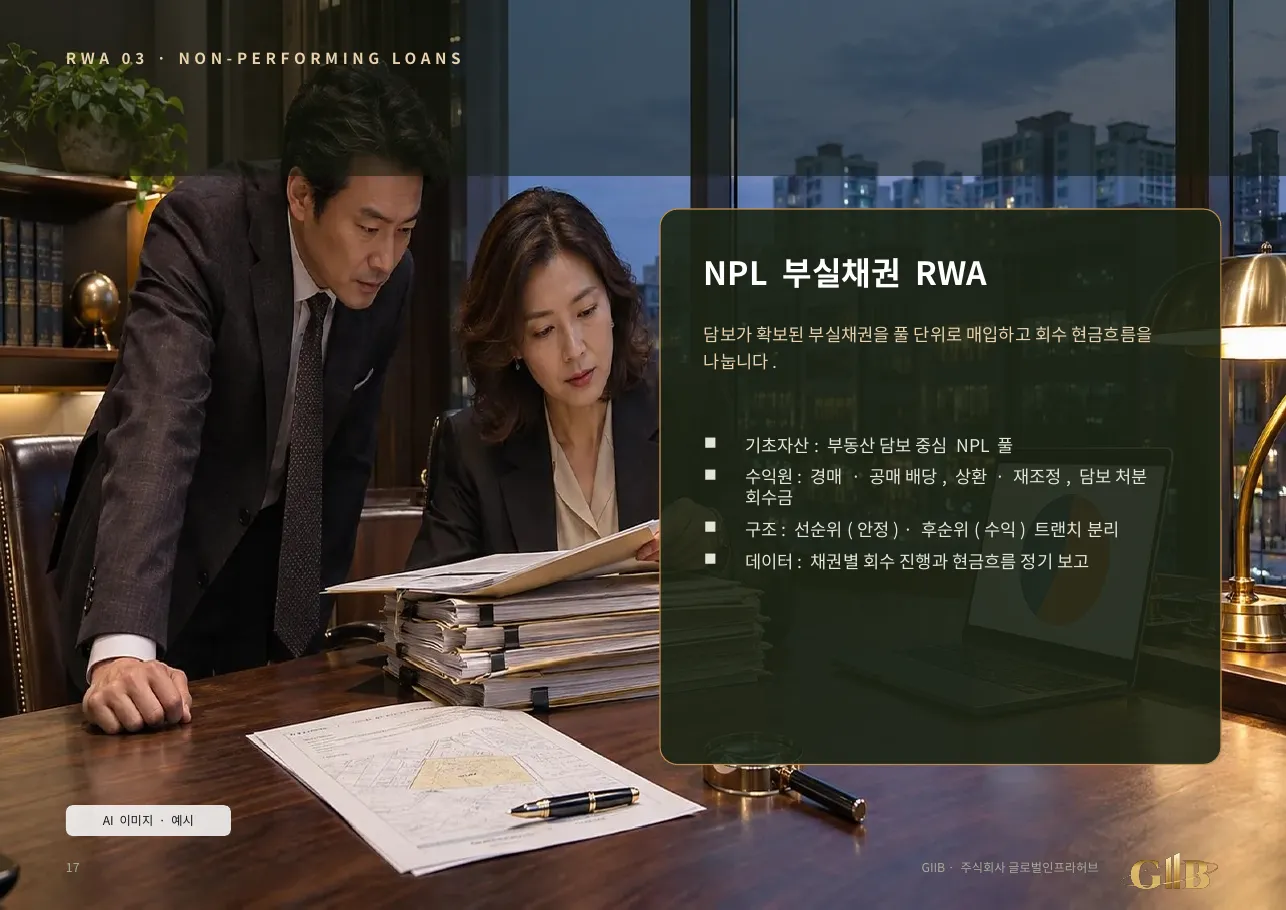 RWA 03 · NON-PERFORMING LOANS
NPL 부실채권 RWA
담보가 확보된 부실채권을 풀 단위로 매입하고 회수 현금흐름을
나눕니다.
■ 기초자산: 부동산 담보 중심 NPL 풀
■ 수익원: 경매 · 공매 배당, 상환 · 재조정, 담보 처분
회수금
■ 구조: 선순위(안정)· 후순위(수익) 트랜치 분리
■ 데이터: 채권별 회수 진행과 현금흐름 정기 보고
AI 이미지 · 예시
17
GIIB · 주식회사 글로벌인프라허브
GIIB